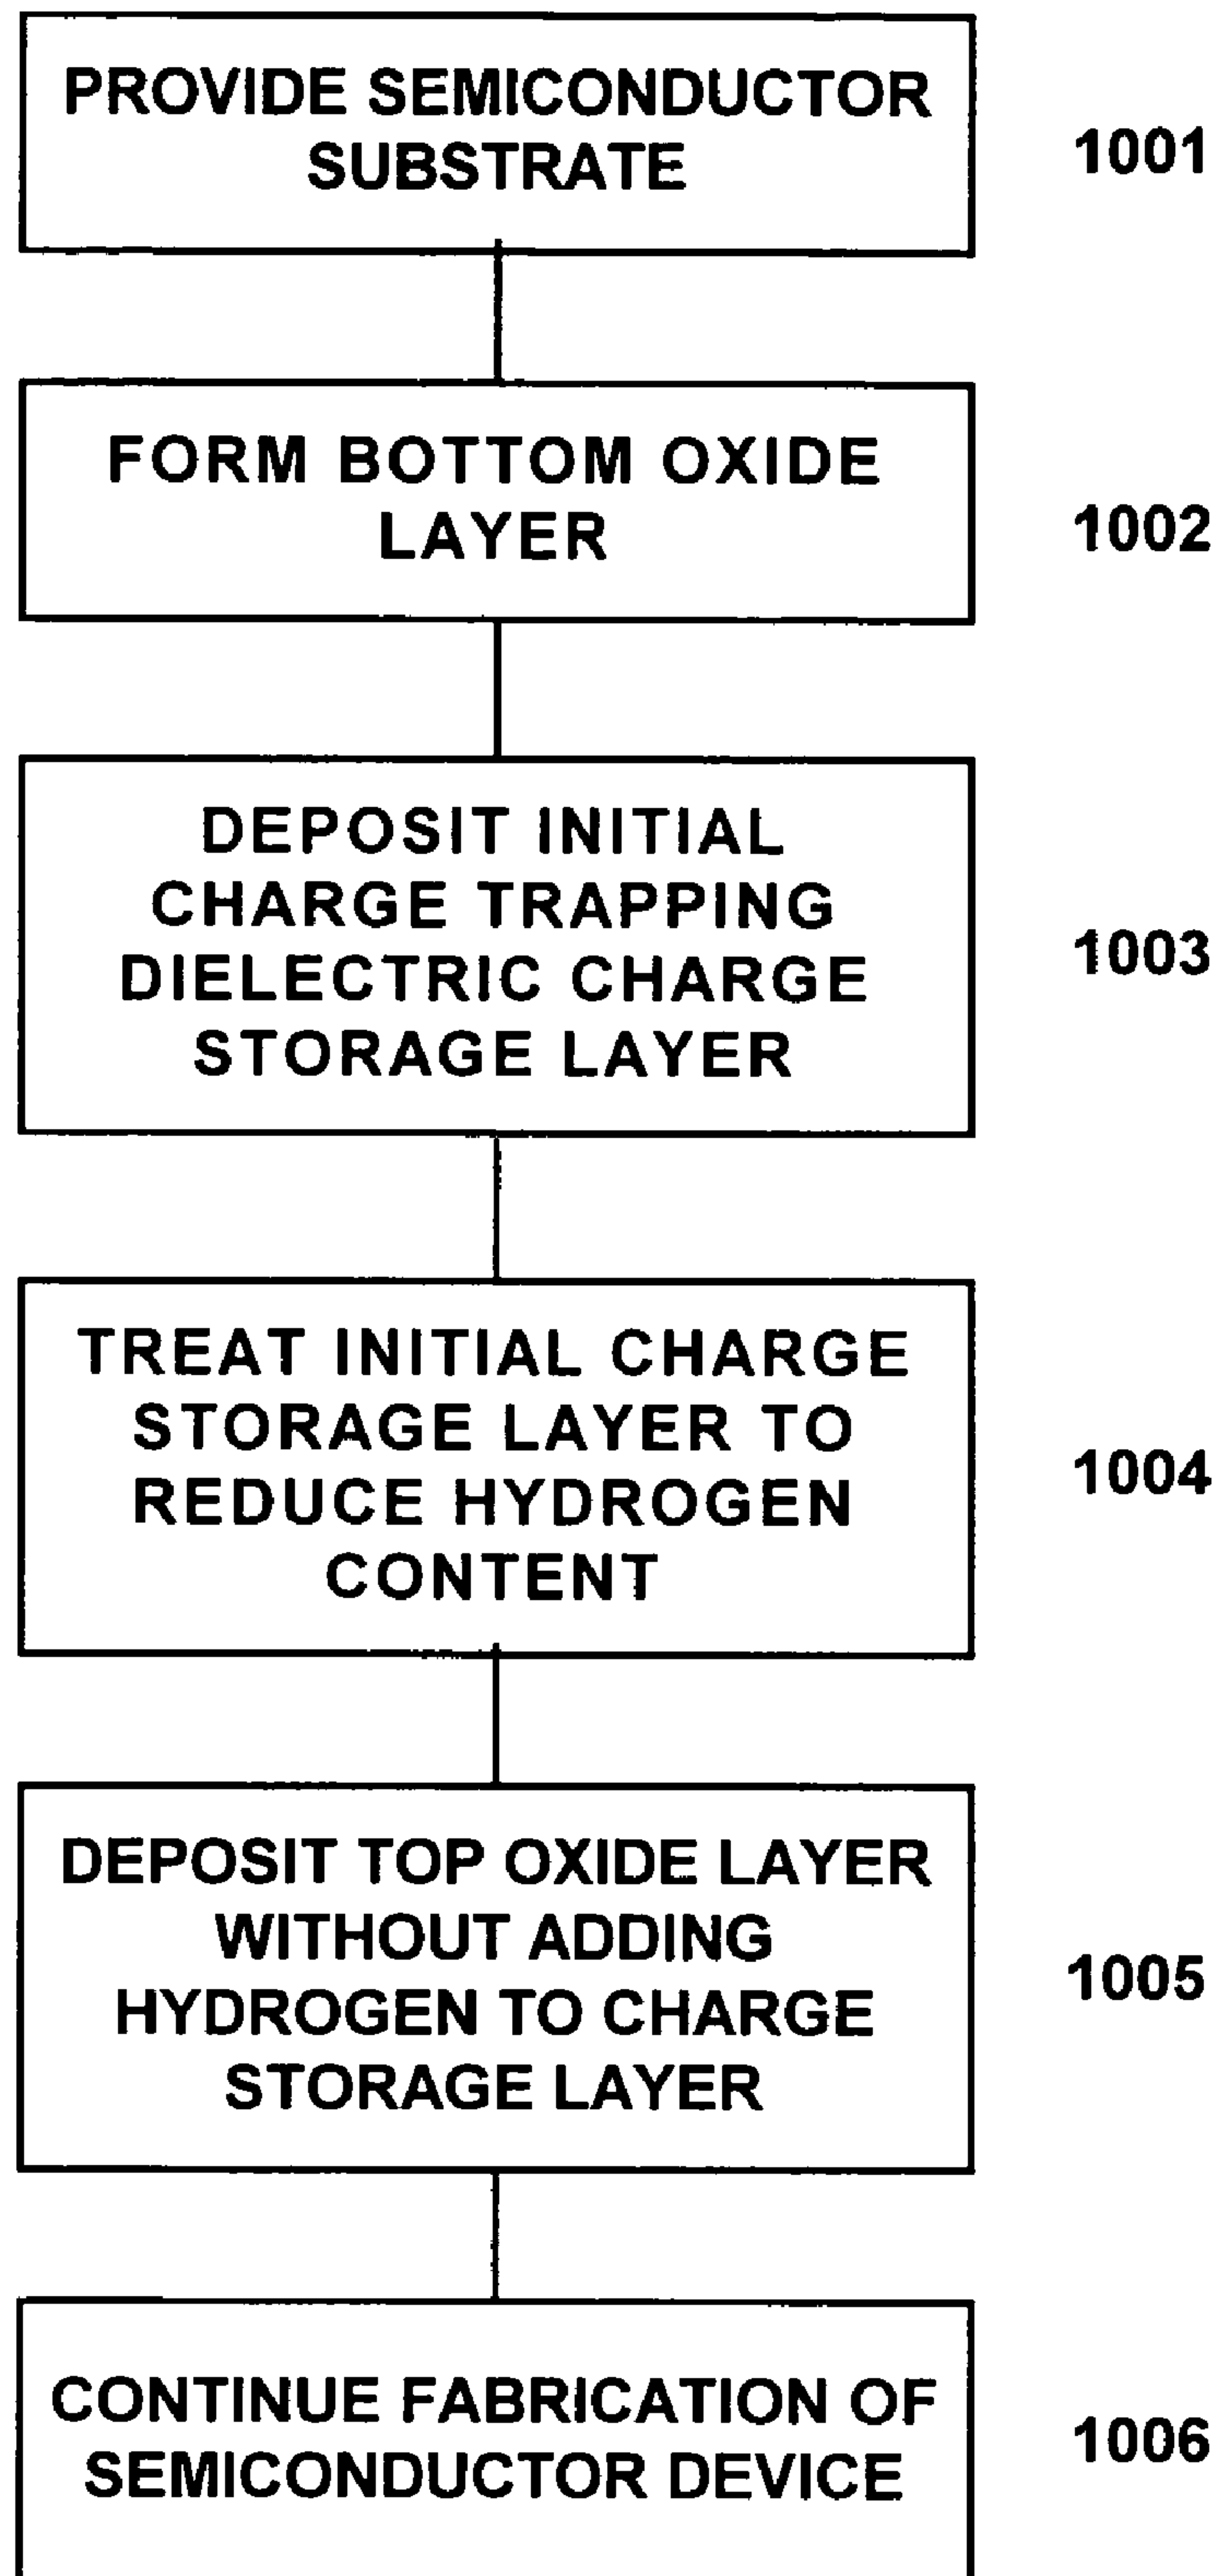 PROVIDE SEMICONDUCTOR
SUBSTRATE
1001
FORM BOTTOM OXIDE
LAYER
1002
DEPOSIT INITIAL
CHARGE TRAPPING
DIELECTRIC CHARGE
STORAGE LAYER
1003
TREAT INITIAL CHARGE
STORAGE LAYER TO
REDUCE HYDROGEN
CONTENT
1004
DEPOSIT TOP OXIDE LAYER
WITHOUT ADDING
HYDROGEN TO CHARGE
STORAGE LAYER
1005
CONTINUE FABRICATION OF
SEMICONDUCTOR DEVICE
1006